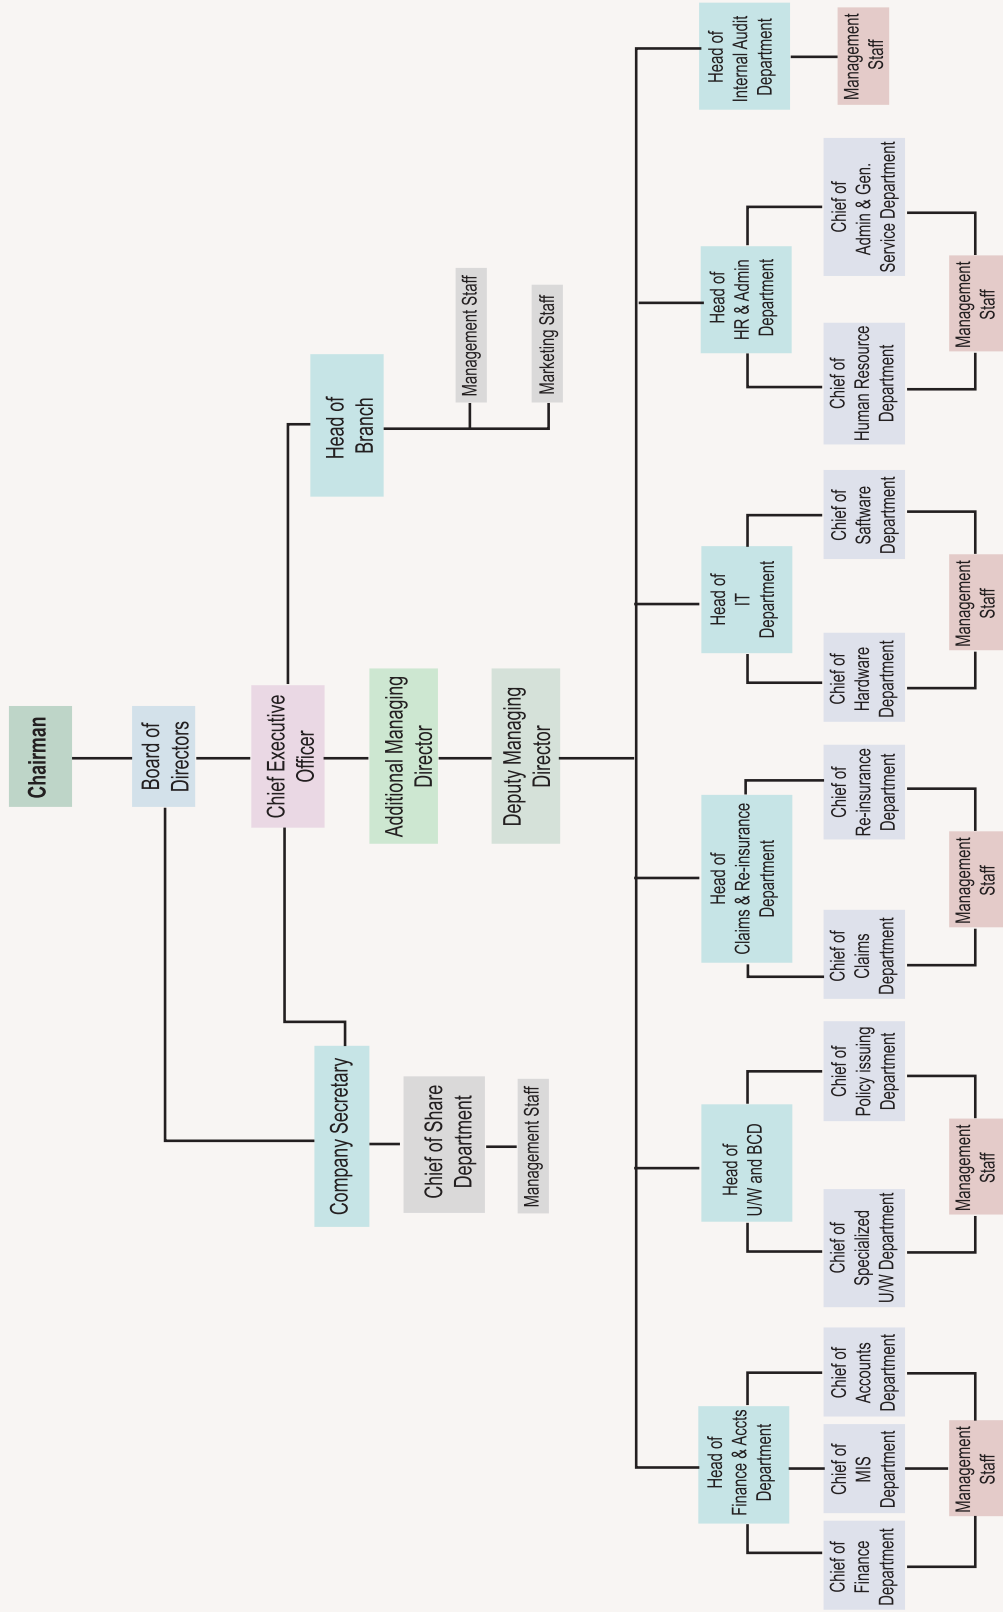 Chairman
Board of
Directors
Chief Executive
Officer
Company Secretary
Head of
Branch
Chief of Share
Department
Management Staff
Management Staff
Marketing Staff
Additional Managing
Director
Deputy Managing
Director
Head of
Finance & Accts
Department
Head of
U/W and BCD
Head of
Claims & Re-insurance
Department
Head of
IT
Department
Head of
HR & Admin
Department
Head of
Internal Audit
Department
Chief of
Finance
Department
Chief of
MIS
Department
Chief of
Accounts
Department
Chief of
Specialized
U/W Department
Chief of
Policy issuing
Department
Chief of
Claims
Department
Chief of
Re-insurance
Department
Chief of
Hardware
Department
Chief of
Saftware
Department
Chief of
Human Resource
Department
Chief of
Admin & Gen.
Service Department
Management
Staff
Management
Staff
Management
Staff
Management
Staff
Management
Staff
Management
Staff